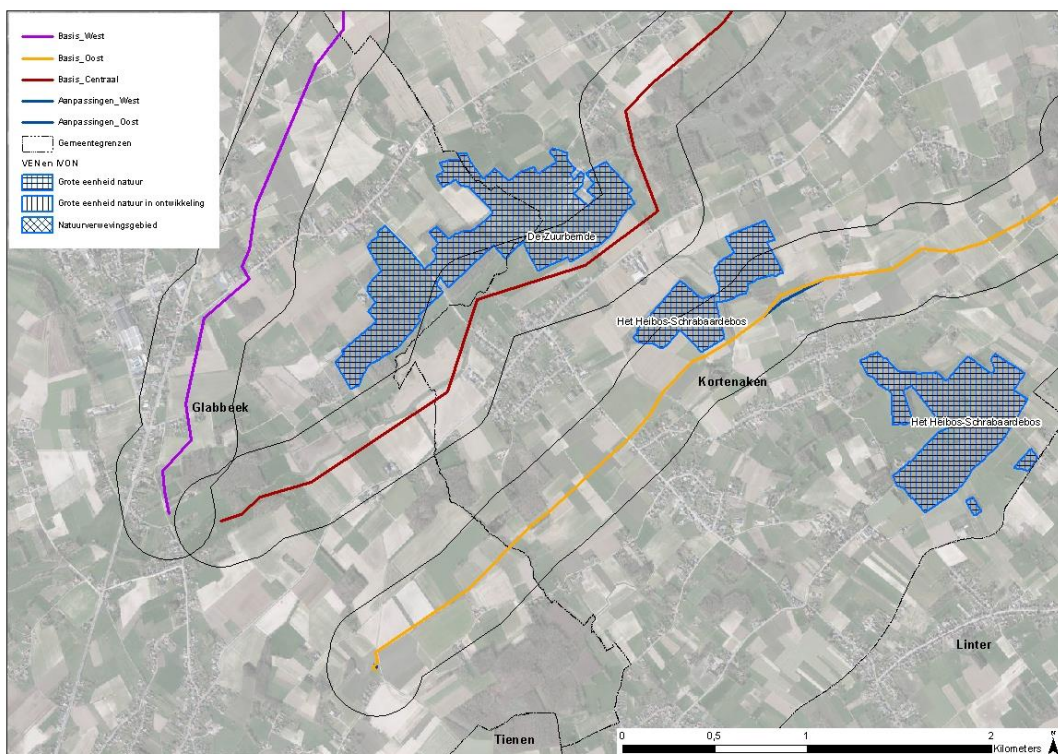 Basis_West
Basis_Oost
Basis_Centraal
Aanpassingen_West
Aanpassingen_Oost
Gemeentegrenzen
VEN en IVON
Grote eenheid natuur
Grote eenheid natuur in ontwikkeling
Natuurverwevingsgebied
De Zuurbemde
Het Heibos-Schrabaardebos
Kortenaken
Glabbeek
Het Heibos-Schrabaardebos
Linter
Tienen
0 0,5 1 2
Kilometers